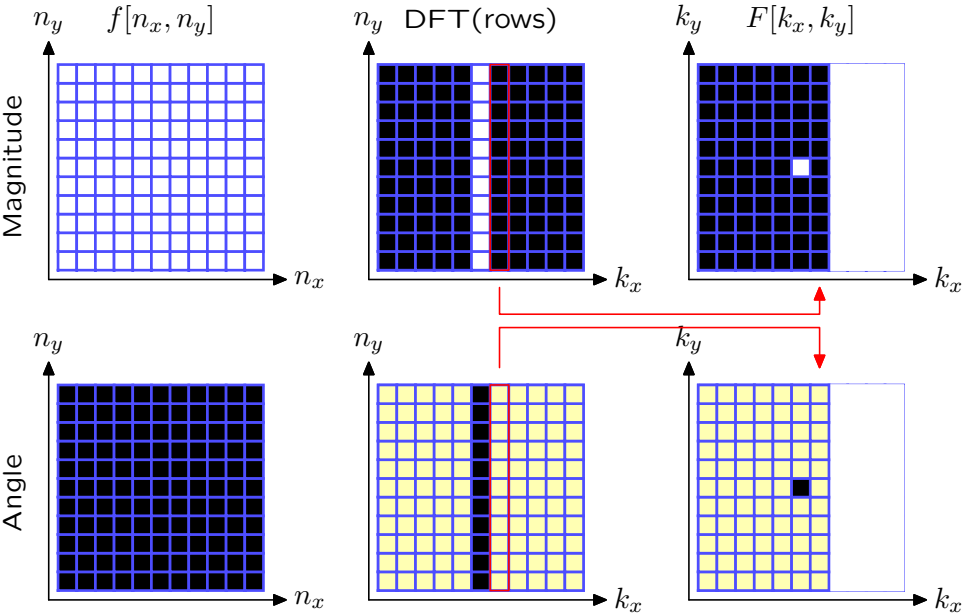 n_y f[n_x, n_y] n_y DFT(rows) k_y F[k_x, k_y]
Magnitude
n_x k_x k_x
n_y n_y k_y
Angle
n_x k_x k_x